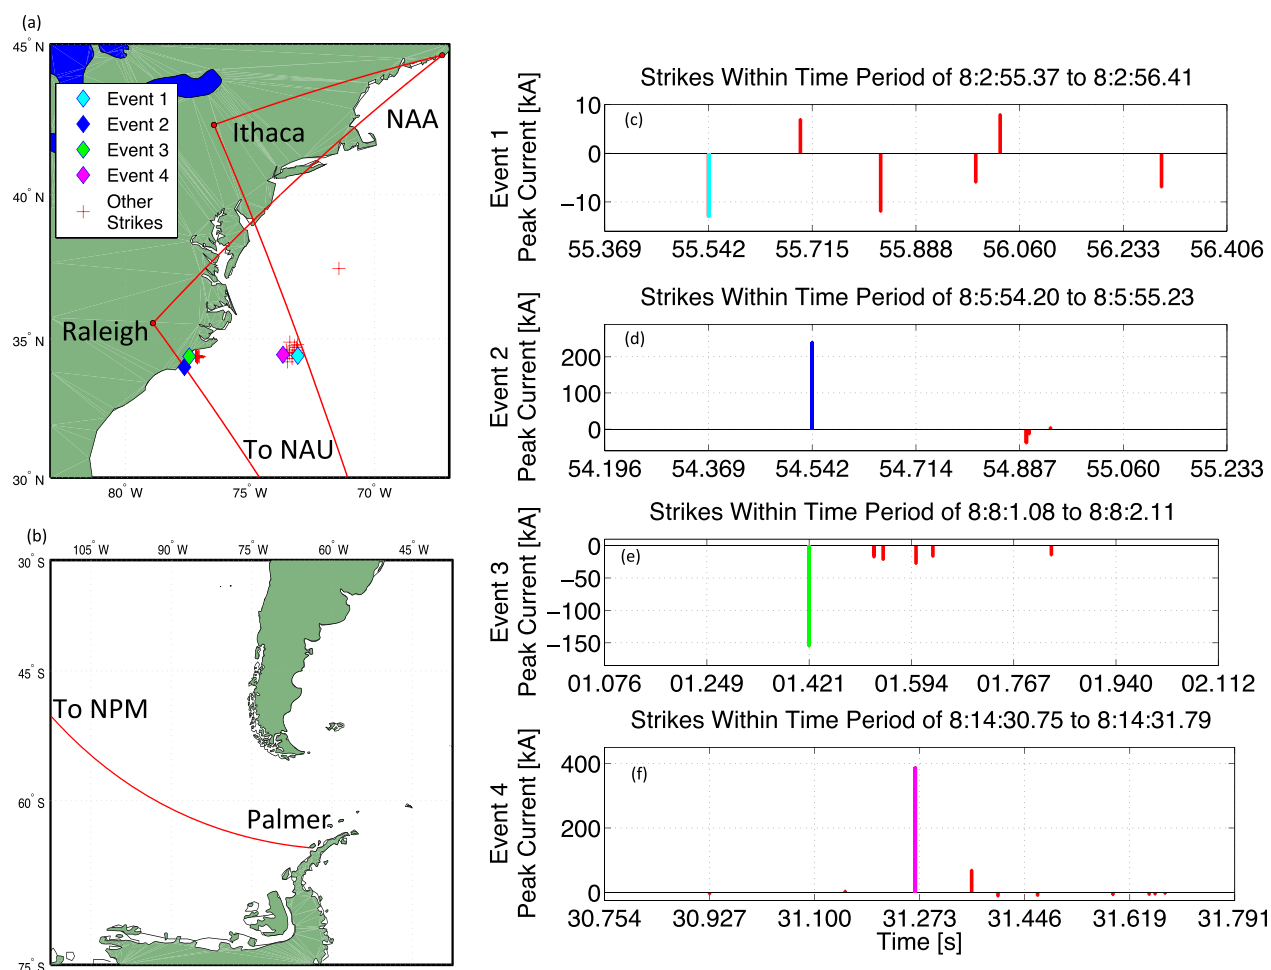 (a)
45° N
40° N
35° N
30° N
80° W
75° W
70° W
Event 1
Event 2
Event 3
Event 4
Other
Strikes
Ithaca
NAA
Raleigh
To NAU
(b)
105° W
90° W
75° W
60° W
45° W
30° S
45° S
60° S
75° S
To NPM
Palmer
Strikes Within Time Period of 8:2:55.37 to 8:2:56.41
(c)
Event 1
Peak Current [kA]
10
0
−10
55.369 55.542 55.715 55.888 56.060 56.233 56.406
Strikes Within Time Period of 8:5:54.20 to 8:5:55.23
(d)
Event 2
Peak Current [kA]
200
100
0
54.196 54.369 54.542 54.714 54.887 55.060 55.233
Strikes Within Time Period of 8:8:1.08 to 8:8:2.11
(e)
Event 3
Peak Current [kA]
0
−50
−100
−150
01.076 01.249 01.421 01.594 01.767 01.940 02.112
Strikes Within Time Period of 8:14:30.75 to 8:14:31.79
(f)
Event 4
Peak Current [kA]
400
200
0
30.754 30.927 31.100 31.273 31.446 31.619 31.791
Time [s]